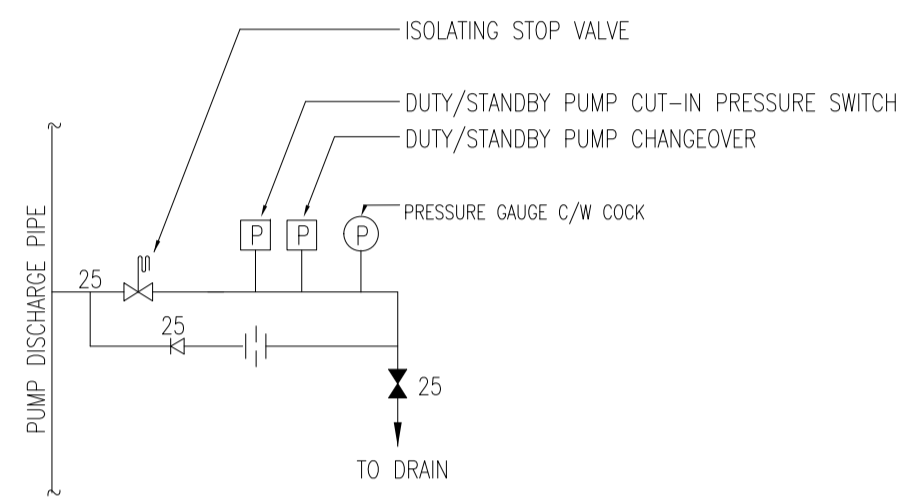 ISOLATING STOP VALVE
DUTY/STANDBY PUMP CUT-IN PRESSURE SWITCH
DUTY/STANDBY PUMP CHANGEOVER
PRESSURE GAUGE C/W COCK
P
P
P
PUMP DISCHARGE PIPE
25
25
25
TO DRAIN